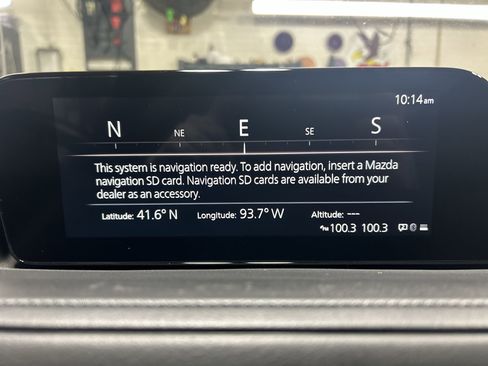 10:14am
N NE E SE S
This system is navigation ready. To add navigation, insert a Mazda
navigation SD card. Navigation SD cards are available from your
dealer as an accessory.
Latitude: 41.6° N Longitude: 93.7° W Altitude: ---
FM 100.3 100.3